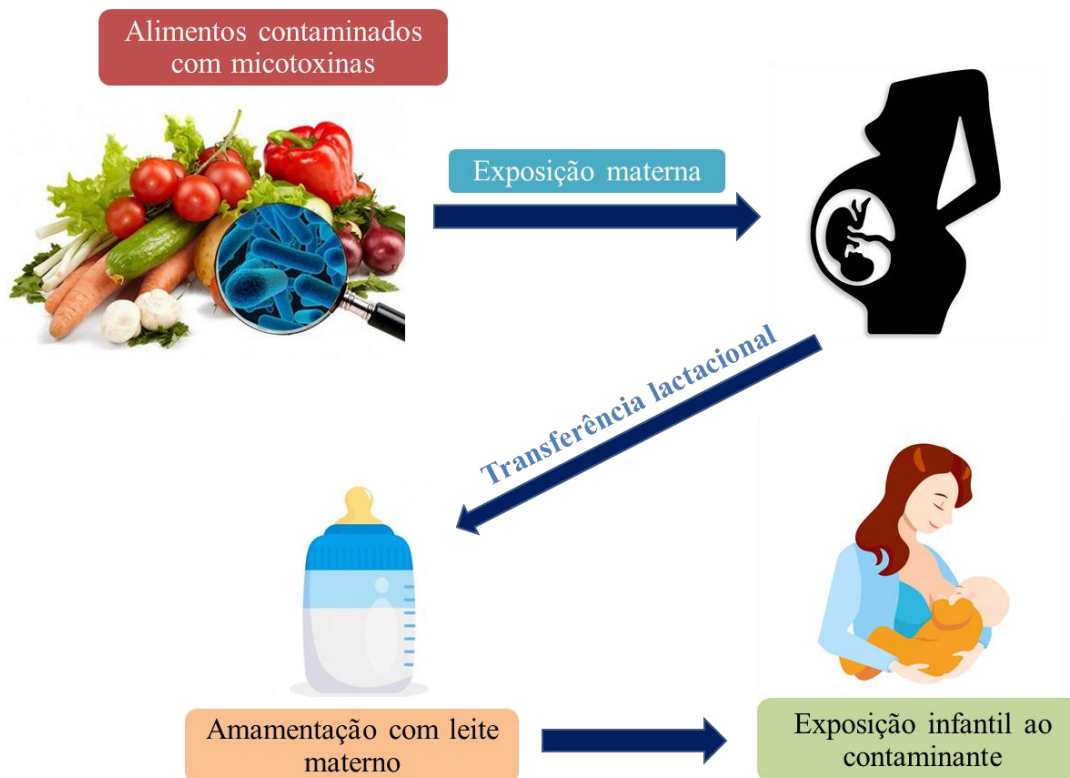 Alimentos contaminados
com micotoxinas
Exposição materna
Transferência lactacional
Amamentação com leite
materno
Exposição infantil ao
contaminante